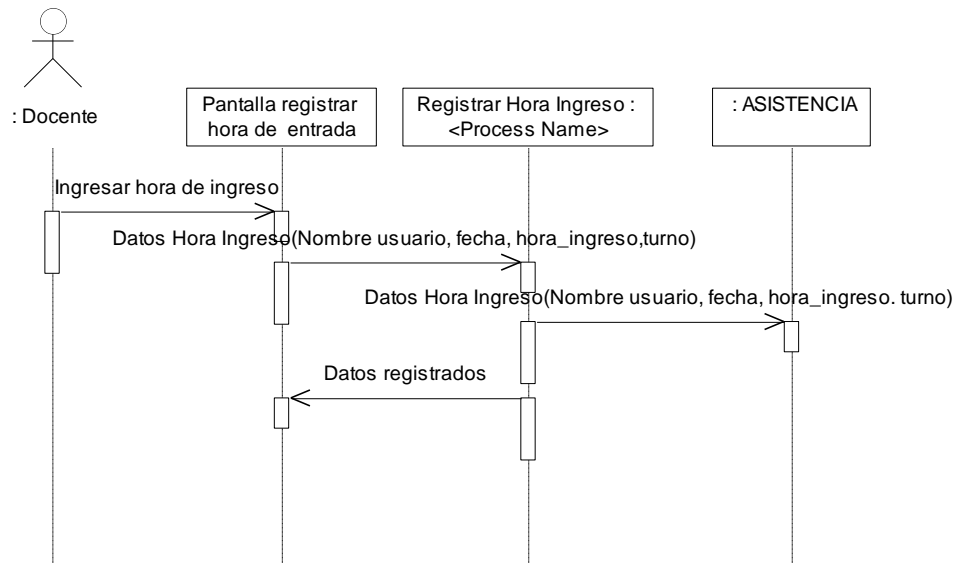 : Docente
Pantalla registrar
hora de entrada
Registrar Hora Ingreso :
<Process Name>
: ASISTENCIA
Ingresar hora de ingreso
Datos Hora Ingreso(Nombre usuario, fecha, hora_ingreso,turno)
Datos Hora Ingreso(Nombre usuario, fecha, hora_ingreso. turno)
Datos registrados